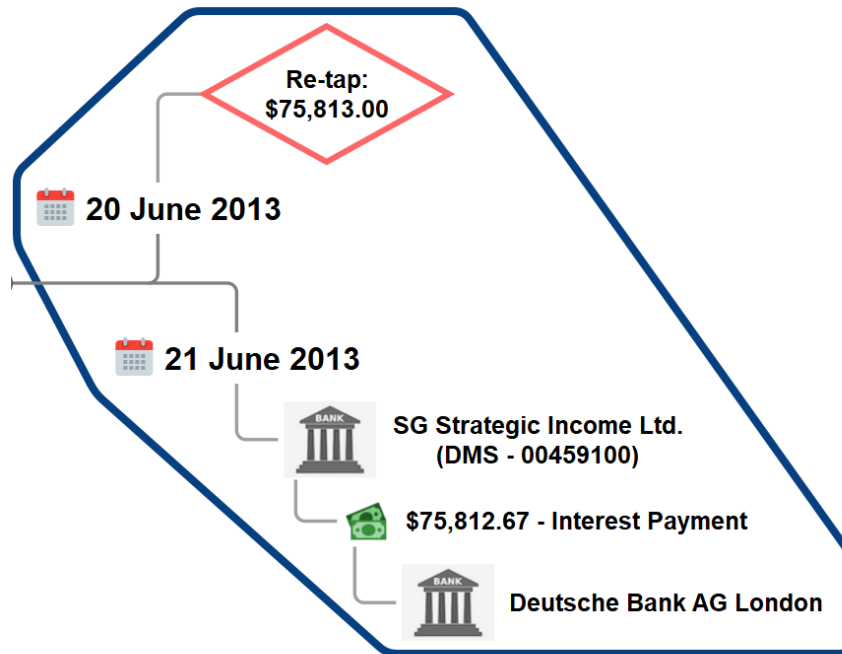 Re-tap:
$75,813.00
20 June 2013
21 June 2013
BANK
SG Strategic Income Ltd.
(DMS - 00459100)
$75,812.67 - Interest Payment
BANK
Deutsche Bank AG London